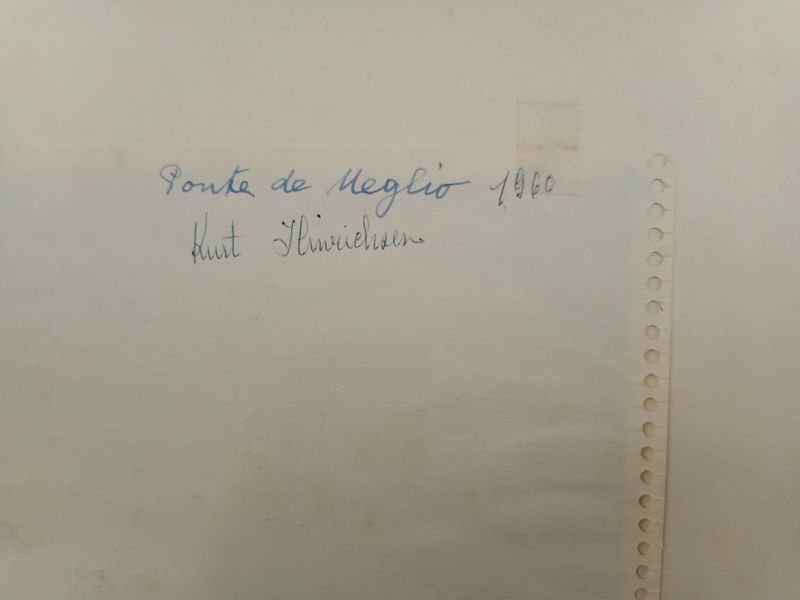 Ponte de Meglio 1960
Kurt Hinrichsen